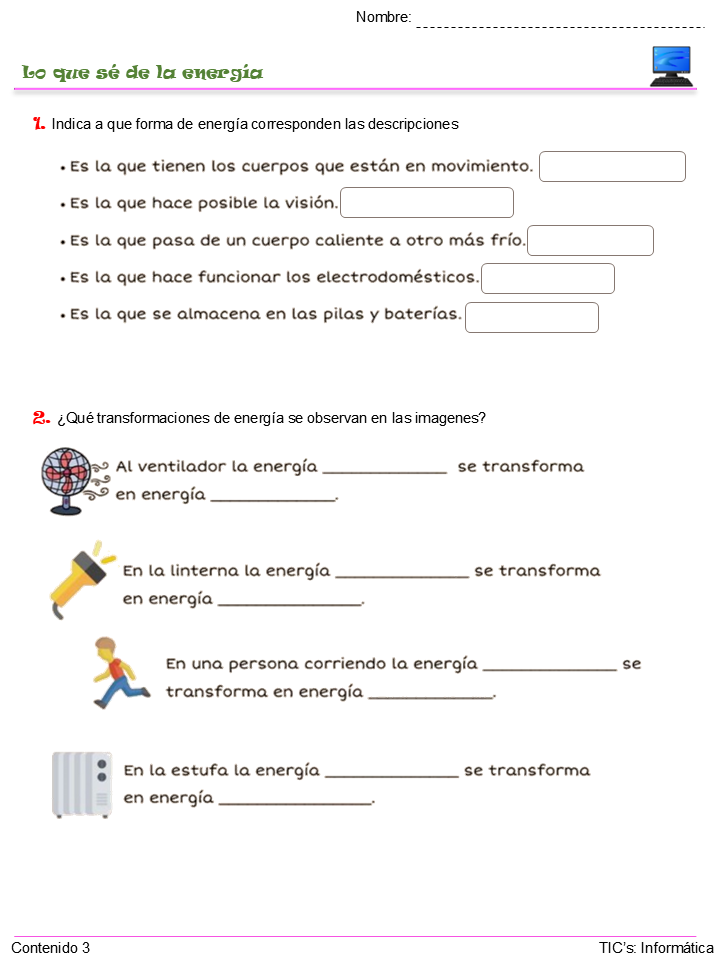 Nombre: ___________________________________
Lo que sé de la energía
1. Indica a que forma de energía corresponden las descripciones
• Es la que tienen los cuerpos que están en movimiento.
• Es la que hace posible la visión.
• Es la que pasa de un cuerpo caliente a otro más frío.
• Es la que hace funcionar los electrodomésticos.
• Es la que se almacena en las pilas y baterías.
2. ¿Qué transformaciones de energía se observan en las imagenes?
Al ventilador la energía _____________ se transforma
en energía _____________.
En la linterna la energía ______________ se transforma
en energía _______________.
En una persona corriendo la energía ______________ se
transforma en energía _____________.
En la estufa la energía ______________ se transforma
en energía ________________.
Contenido 3 TIC's: Informática